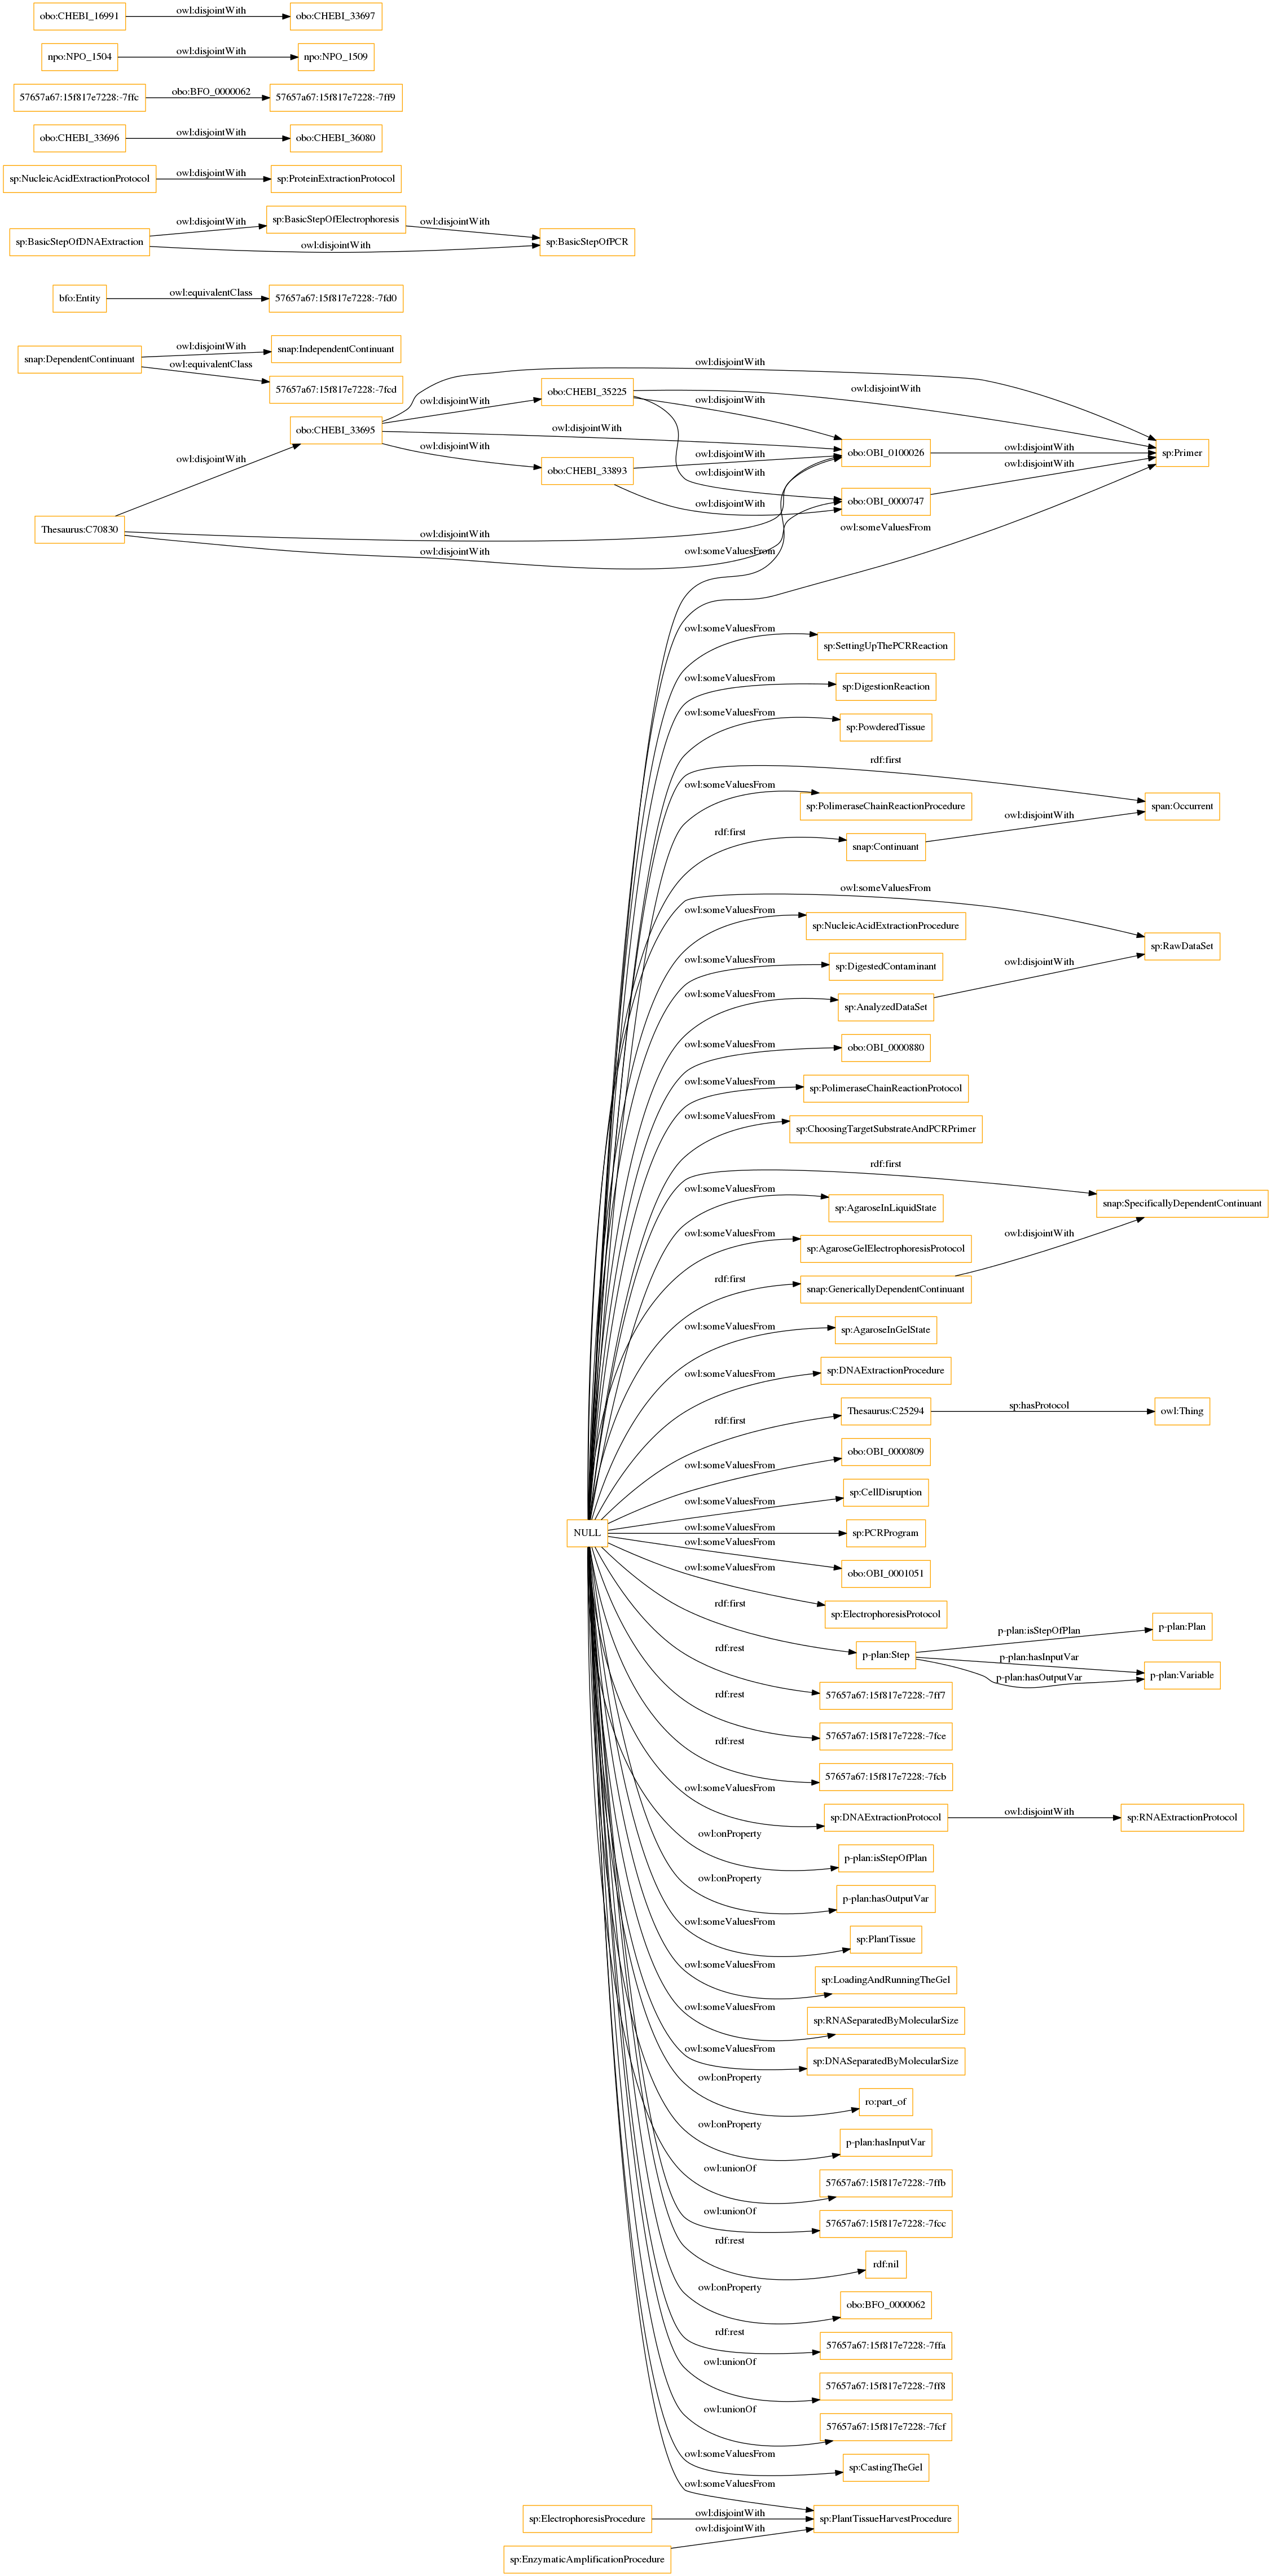 obo:CHEBI_16991 owl:disjointWith obo:CHEBI_33697
npo:NPO_1504 owl:disjointWith npo:NPO_1509
57657a67:15f817e7228:-7ffc obo:BFO_0000062 57657a67:15f817e7228:-7ff9
obo:CHEBI_33696 owl:disjointWith obo:CHEBI_36080
sp:NucleicAcidExtractionProtocol owl:disjointWith sp:ProteinExtractionProtocol
owl:disjointWith sp:BasicStepOfElectrophoresis owl:disjointWith
sp:BasicStepOfDNAExtraction owl:disjointWith sp:BasicStepOfPCR
bfo:Entity owl:equivalentClass 57657a67:15f817e7228:-7fd0
snap:DependentContinuant owl:disjointWith snap:IndependentContinuant
owl:equivalentClass 57657a67:15f817e7228:-7fcd
owl:disjointWith
obo:CHEBI_35225 owl:disjointWith
owl:disjointWith owl:disjointWith
obo:CHEBI_33695 owl:disjointWith
owl:disjointWith obo:CHEBI_33893 owl:disjointWith obo:OBI_0100026 owl:disjointWith sp:Primer
owl:disjointWith owl:disjointWith owl:disjointWith
owl:disjointWith obo:OBI_0000747
Thesaurus:C70830 owl:disjointWith owl:someValuesFrom
owl:disjointWith owl:someValuesFrom
owl:someValuesFrom sp:SettingUpThePCRReaction
owl:someValuesFrom sp:DigestionReaction
owl:someValuesFrom sp:PowderedTissue
rdf:first
owl:someValuesFrom sp:PolimeraseChainReactionProcedure span:Occurrent
rdf:first snap:Continuant owl:disjointWith
owl:someValuesFrom
owl:someValuesFrom sp:NucleicAcidExtractionProcedure
sp:RawDataSet
owl:someValuesFrom sp:DigestedContaminant owl:disjointWith
owl:someValuesFrom sp:AnalyzedDataSet
owl:someValuesFrom obo:OBI_0000880
owl:someValuesFrom sp:PolimeraseChainReactionProtocol
owl:someValuesFrom sp:ChoosingTargetSubstrateAndPCRPrimer
rdf:first
owl:someValuesFrom sp:AgaroseInLiquidState snap:SpecificallyDependentContinuant
owl:someValuesFrom sp:AgaroseGelElectrophoresisProtocol owl:disjointWith
rdf:first snap:GenericallyDependentContinuant
owl:someValuesFrom sp:AgaroseInGelState
owl:someValuesFrom sp:DNAExtractionProcedure
rdf:first Thesaurus:C25294 sp:hasProtocol owl:Thing
owl:someValuesFrom obo:OBI_0000809
owl:someValuesFrom sp:CellDisruption
NULL owl:someValuesFrom sp:PCRProgram
owl:someValuesFrom obo:OBI_0001051
owl:someValuesFrom sp:ElectrophoresisProtocol
rdf:first p-plan:Step p-plan:isStepOfPlan p-plan:Plan
p-plan:hasInputVar p-plan:Variable
p-plan:hasOutputVar
rdf:rest 57657a67:15f817e7228:-7ff7
rdf:rest 57657a67:15f817e7228:-7fce
rdf:rest 57657a67:15f817e7228:-7fcb
owl:someValuesFrom sp:DNAExtractionProtocol owl:disjointWith sp:RNAExtractionProtocol
owl:onProperty p-plan:isStepOfPlan
owl:onProperty p-plan:hasOutputVar
owl:someValuesFrom sp:PlantTissue
owl:someValuesFrom sp:LoadingAndRunningTheGel
owl:someValuesFrom sp:RNASeparatedByMolecularSize
owl:someValuesFrom sp:DNASeparatedByMolecularSize
owl:onProperty ro:part_of
owl:onProperty p-plan:hasInputVar
owl:unionOf 57657a67:15f817e7228:-7ffb
owl:unionOf 57657a67:15f817e7228:-7fcc
rdf:rest rdf:nil
owl:onProperty obo:BFO_0000062
rdf:rest 57657a67:15f817e7228:-7ffa
owl:unionOf 57657a67:15f817e7228:-7ff8
owl:unionOf 57657a67:15f817e7228:-7fcf
owl:someValuesFrom sp:CastingTheGel
owl:someValuesFrom
sp:ElectrophoresisProcedure owl:disjointWith sp:PlantTissueHarvestProcedure
owl:disjointWith
sp:EnzymaticAmplificationProcedure